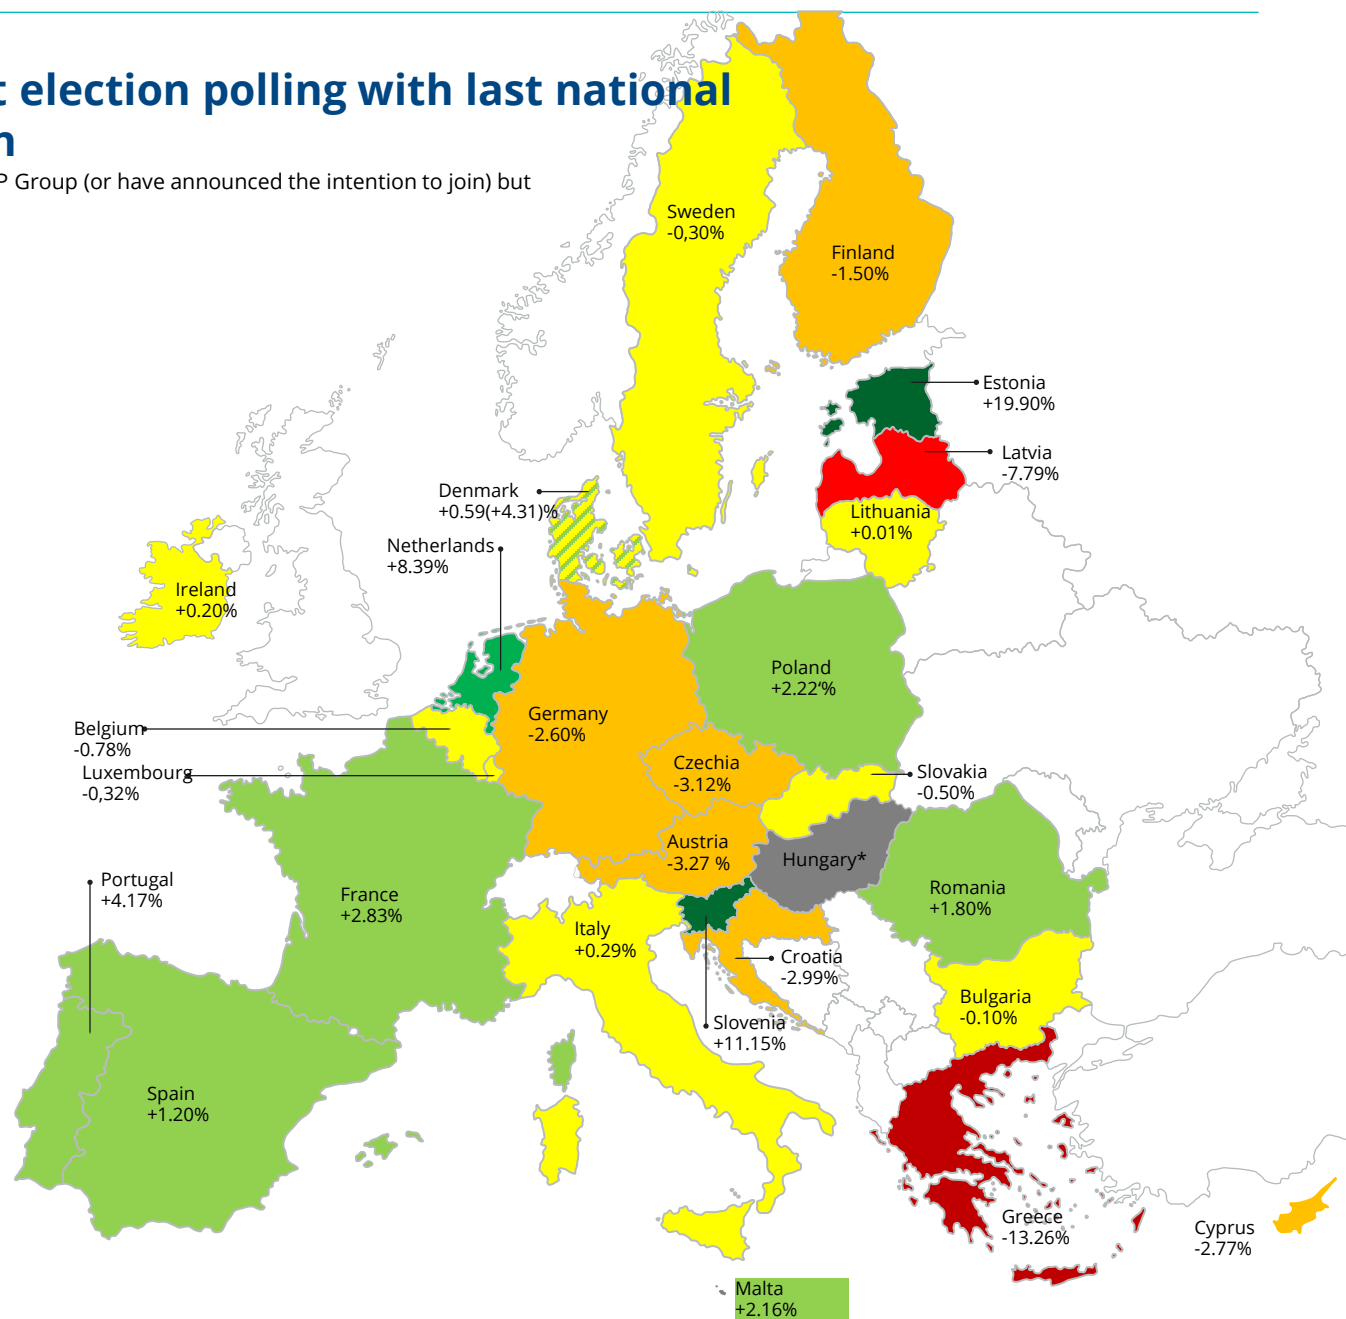 election polling with last national
P Group (or have announced the intention to join) but
Sweden
-0,30%
Finland
-1.50%
Estonia
+19.90%
Latvia
-7.79%
Lithuania
+0.01%
Denmark
+0.59(+4.31)%
Netherlands
+8.39%
Ireland
+0.20%
Poland
+2.22‘%
Germany
-2.60%
Belgium
-0.78%
Luxembourg
-0,32%
Czechia
-3.12%
Slovakia
-0.50%
Austria
-3.27 %
Hungary*
Portugal
+4.17%
France
+2.83%
Romania
+1.80%
Italy
+0.29%
Croatia
-2.99%
Bulgaria
-0.10%
Slovenia
+11.15%
Spain
+1.20%
Greece
-13.26%
Cyprus
-2.77%
Malta
+2.16%